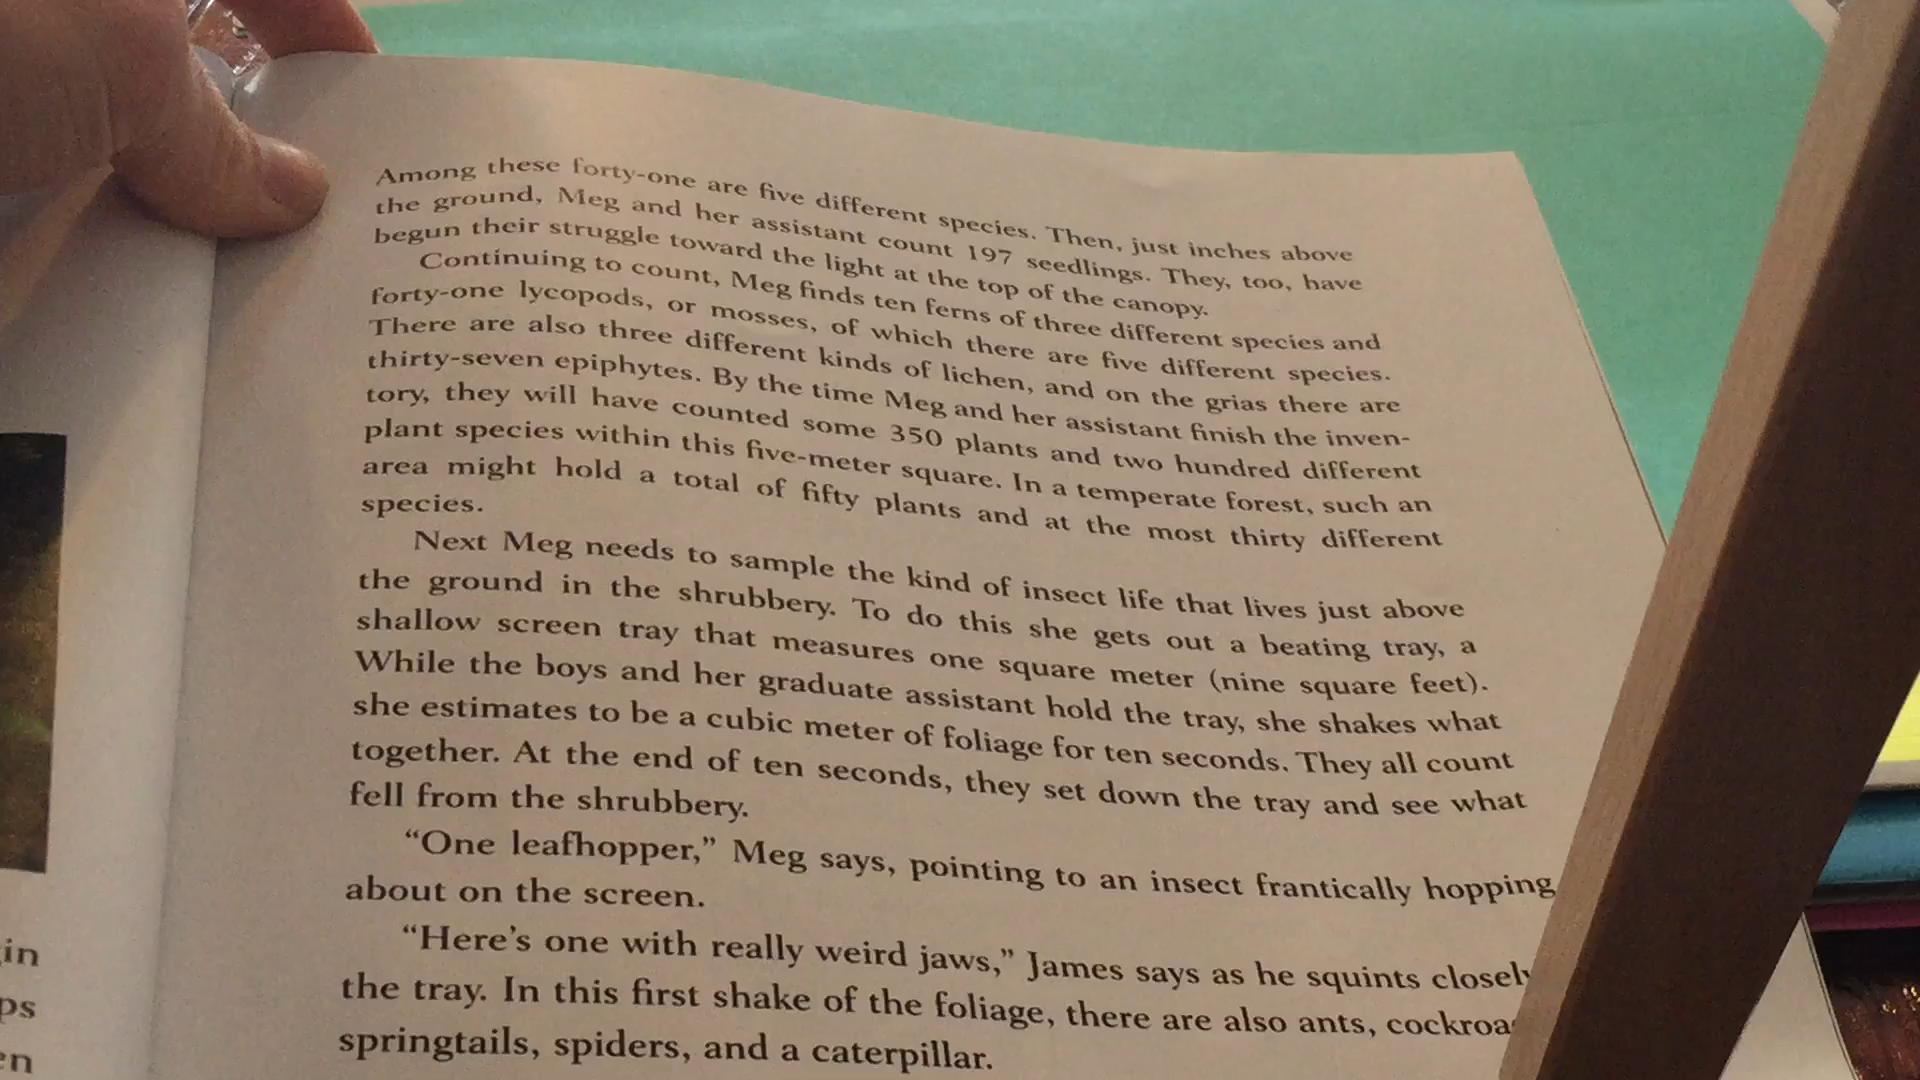 Among these forty-one are five different species. Then, just inches above
the ground, Meg and her assistant count 197 seedlings. They, too, have
begun their struggle toward the light at the top of the canopy.
Continuing to count, Meg finds ten ferns of three different species and
forty-one lycopods, or mosses, of which there are five different species.
There are also three different kinds of lichen, and on the grias there are
thirty-seven epiphytes. By the time Meg and her assistant finish the inven-
tory, they will have counted some 350 plants and two hundred different
plant species within this five-meter square. In a temperate forest, such an
area might hold a total of fifty plants and at the most thirty different
species.
Next Meg needs to sample the kind of insect life that lives just above
the ground in the shrubbery. To do this she gets out a beating tray, a
shallow screen tray that measures one square meter (nine square feet).
While the boys and her graduate assistant hold the tray, she shakes what
she estimates to be a cubic meter of foliage for ten seconds. They all count
together. At the end of ten seconds, they set down the tray and see what
fell from the shrubbery.
“One leafhopper,” Meg says, pointing to an insect frantically hopping
about on the screen.
“Here’s one with really weird jaws,” James says as he squints closely
the tray. In this first shake of the foliage, there are also ants,
springtails, spiders, and a caterpillar.